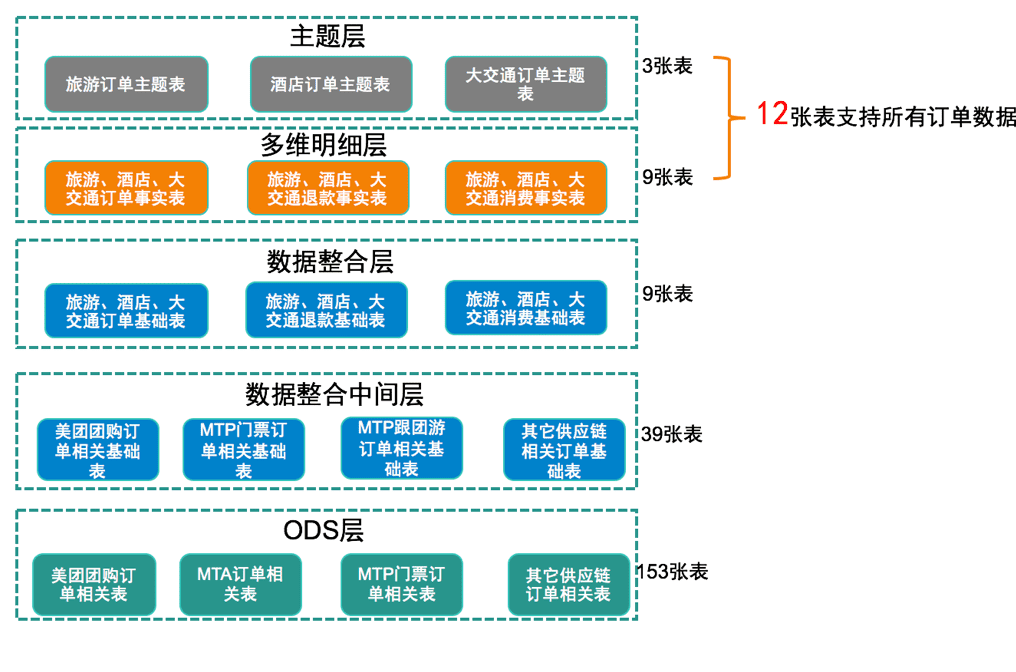 主题层
旅游订单主题表
酒店订单主题表
大交通订单主题
表
3张表
12张表支持所有订单数据
多维明细层
旅游、酒店、大
交通订单事实表
旅游、酒店、大
交通退款事实表
旅游、酒店、大
交通消费事实表
9张表
数据整合层
旅游、酒店、大
交通订单基础表
旅游、酒店、大
交通退款基础表
旅游、酒店、大
交通消费基础表
9张表
数据整合中间层
美团团购订
单相关基础
表
MTP门票订
单相关基础
表
MTP跟团游
订单相关基
础表
其它供应链
相关订单基
础表
39张表
ODS层
美团团购订
单相关表
MTA订单相
关表
MTP门票订
单相关表
其它供应链
订单相关表
153张表